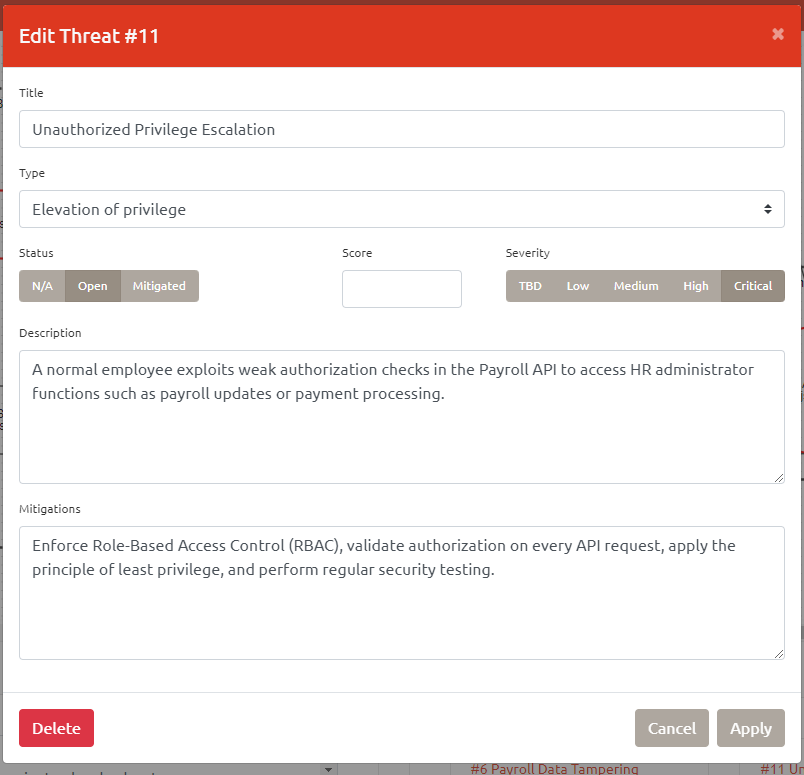 Edit Threat #11
Title
Unauthorized Privilege Escalation
Type
Elevation of privilege
Status
Score
Severity
N/A
Open
Mitigated
TBD
Low
Medium
High
Critical
Description
A normal employee exploits weak authorization checks in the Payroll API to access HR administrator
functions such as payroll updates or payment processing.
Mitigations
Enforce Role-Based Access Control (RBAC), validate authorization on every API request, apply the
principle of least privilege, and perform regular security testing.
Delete
Cancel
Apply
#6 Payroll Data Tampering
#11